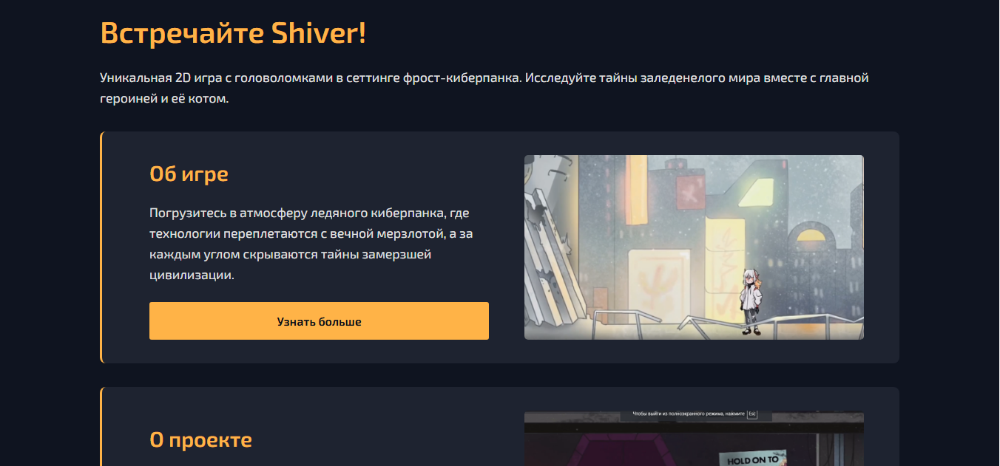 Встречайте Shiver!
Уникальная 2D игра с головоломками в сеттинге фрост-киберпанка. Исследуйте тайны заледенелого мира вместе с главной
героиней и её котом.
Об игре
Погрузитесь в атмосферу ледяного киберпанка, где
технологии переплетаются с вечной мерзлотой, а за
каждым углом скрываются тайны замерзшей
цивилизации.
Узнать больше
О проекте
Чтобы выйти из полноэкранного режима, нажмите Esc
HOLD ON TO